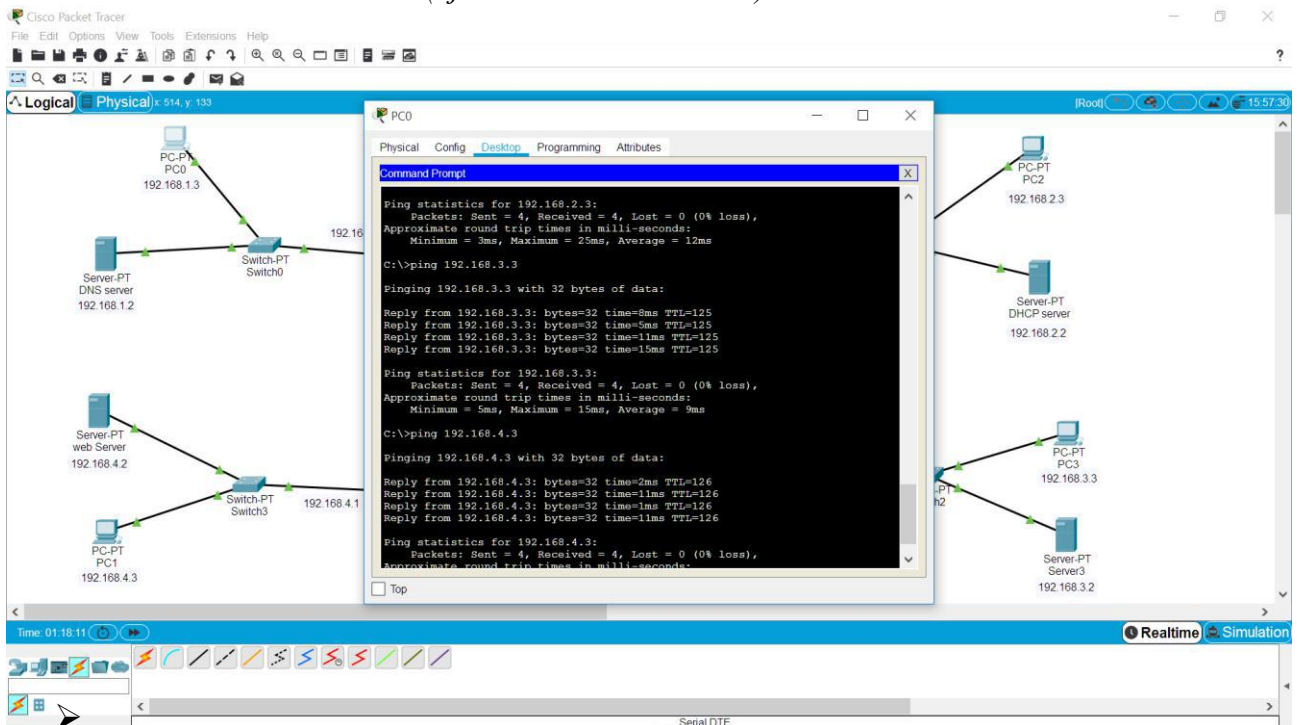 Cisco Packet Tracer
File Edit Options View Tools Extensions Help
?
Logical Physical x: 514, y: 133
[Root] 15:57:30
PC-PT
PC0
192.168.1.3
Server-PT
DNS server
192.168.1.2
Switch-PT
Switch0
192.16
Server-PT
web Server
192.168.4.2
Switch-PT
Switch3
192.168.4.1
PC-PT
PC1
192.168.4.3
PC0
Physical Config Desktop Programming Attributes
Command Prompt X
Ping statistics for 192.168.2.3:
Packets: Sent = 4, Received = 4, Lost = 0 (0% loss),
Approximate round trip times in milli-seconds:
Minimum = 3ms, Maximum = 25ms, Average = 12ms
C:\>ping 192.168.3.3
Pinging 192.168.3.3 with 32 bytes of data:
Reply from 192.168.3.3: bytes=32 time=8ms TTL=125
Reply from 192.168.3.3: bytes=32 time=5ms TTL=125
Reply from 192.168.3.3: bytes=32 time=11ms TTL=125
Reply from 192.168.3.3: bytes=32 time=15ms TTL=125
Ping statistics for 192.168.3.3:
Packets: Sent = 4, Received = 4, Lost = 0 (0% loss),
Approximate round trip times in milli-seconds:
Minimum = 5ms, Maximum = 15ms, Average = 9ms
C:\>ping 192.168.4.3
Pinging 192.168.4.3 with 32 bytes of data:
Reply from 192.168.4.3: bytes=32 time=2ms TTL=126
Reply from 192.168.4.3: bytes=32 time=11ms TTL=126
Reply from 192.168.4.3: bytes=32 time=1ms TTL=126
Reply from 192.168.4.3: bytes=32 time=11ms TTL=126
Ping statistics for 192.168.4.3:
Packets: Sent = 4, Received = 4, Lost = 0 (0% loss),
Approximate round trip times in milli-seconds:
Top
PC-PT
PC2
192.168.2.3
Server-PT
DHCP server
192.168.2.2
PC-PT
PC3
192.168.3.3
-PT
h2
Server-PT
Server3
192.168.3.2
Time: 01:18:11
Realtime Simulation
Serial DTE